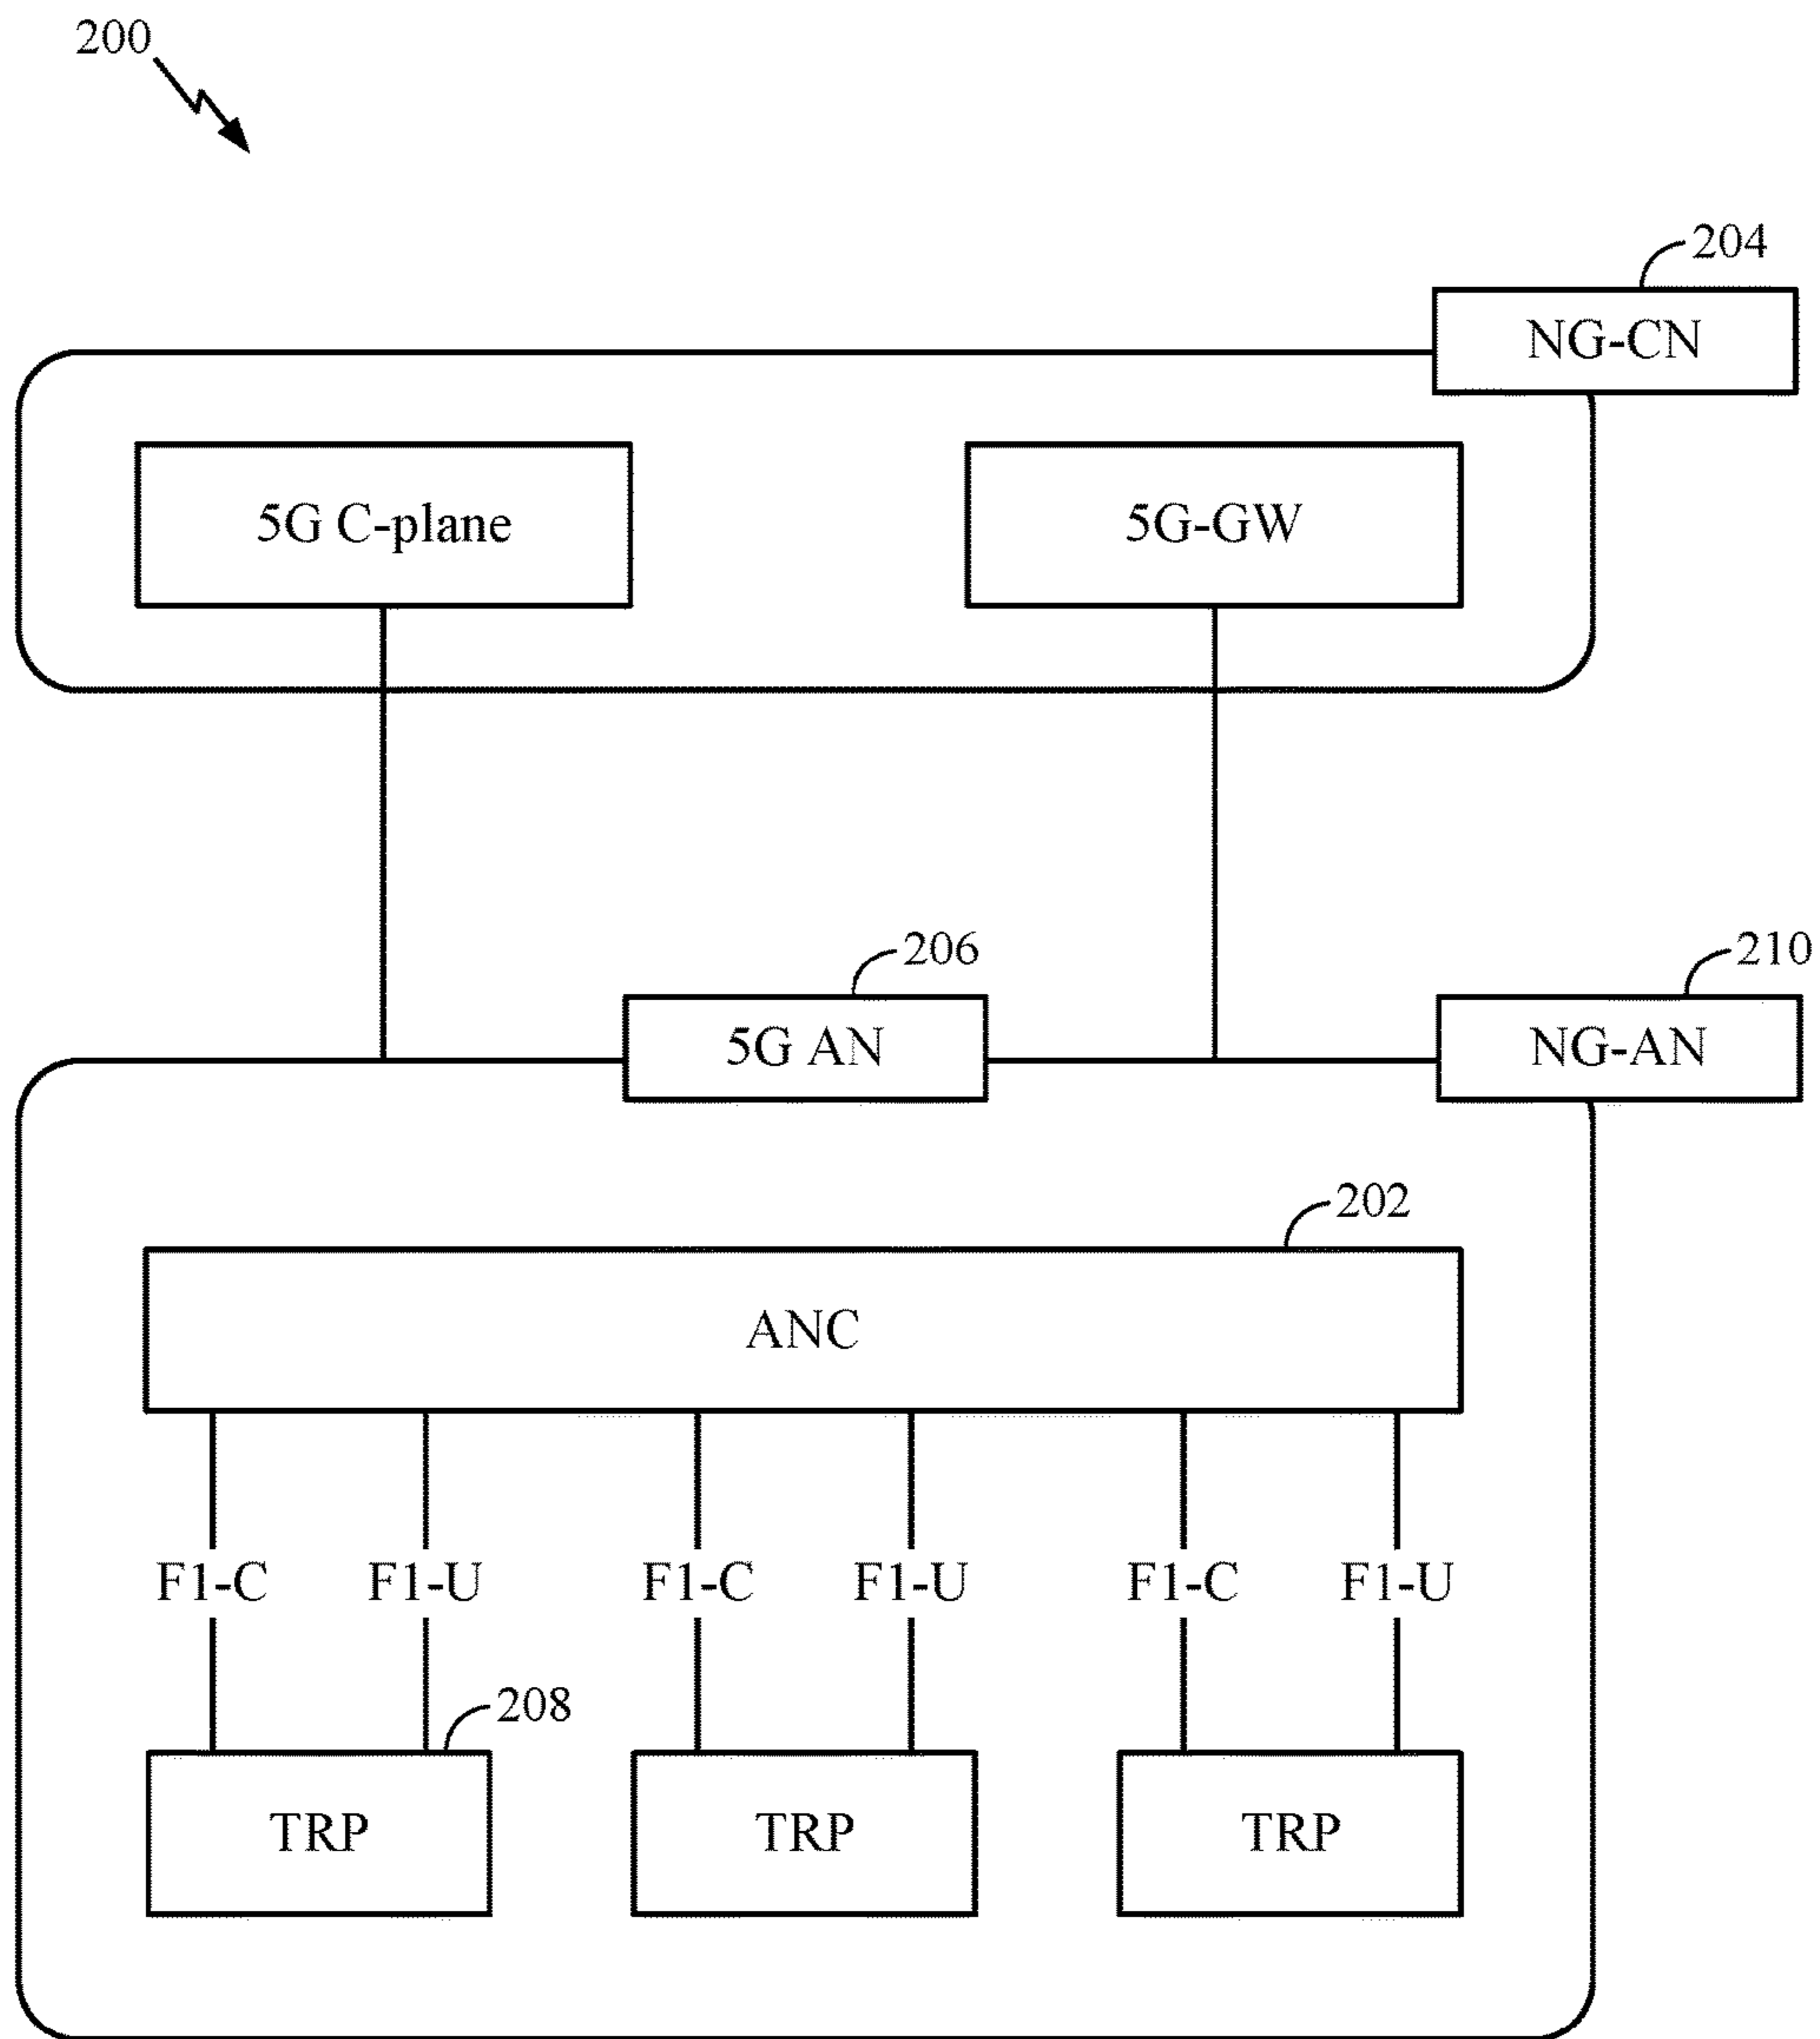 200
204
NG-CN
5G C-plane
5G-GW
206
210
5G AN
NG-AN
202
ANC
F1-C F1-U F1-C F1-U F1-C F1-U
208
TRP TRP TRP